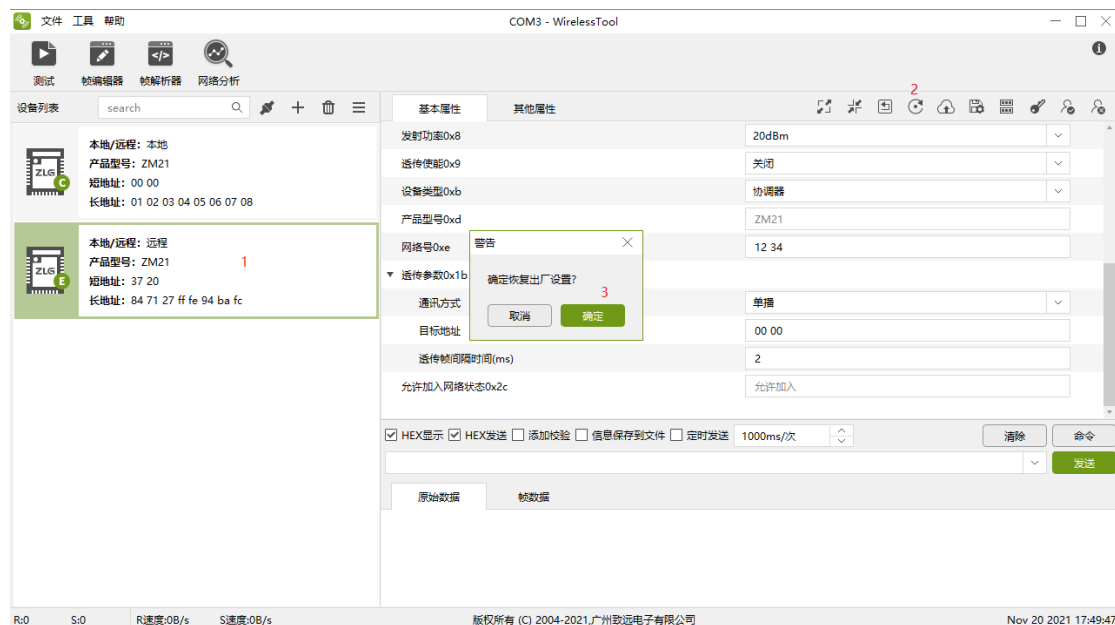 文件 工具 帮助
COM3 - WirelessTool
测试 帧编辑器 帧解析器 网络分析
设备列表 search
本地/远程：本地
产品型号：ZM21
短地址：00 00
长地址：01 02 03 04 05 06 07 08
ZLG C
本地/远程：远程
产品型号：ZM21
短地址：37 20
长地址：84 71 27 ff fe 94 ba fc
ZLG E
1
2
基本属性 其他属性
发射功率0x8 20dBm
透传使能0x9 关闭
设备类型0xb 协调器
产品型号0xd ZM21
网络号0xe 12 34
透传参数0x1b
通讯方式 单播
目标地址 00 00
透传帧间隔时间(ms) 2
允许加入网络状态0x2c 允许加入
警告
确定恢复出厂设置?
3
取消 确定
HEX显示 HEX发送 添加校验 信息保存到文件 定时发送 1000ms/次 清除 命令
发送
原始数据 帧数据
R:0 S:0 R速度:0B/s S速度:0B/s 版权所有 (C) 2004-2021,广州致远电子有限公司 Nov 20 2021 17:49:47